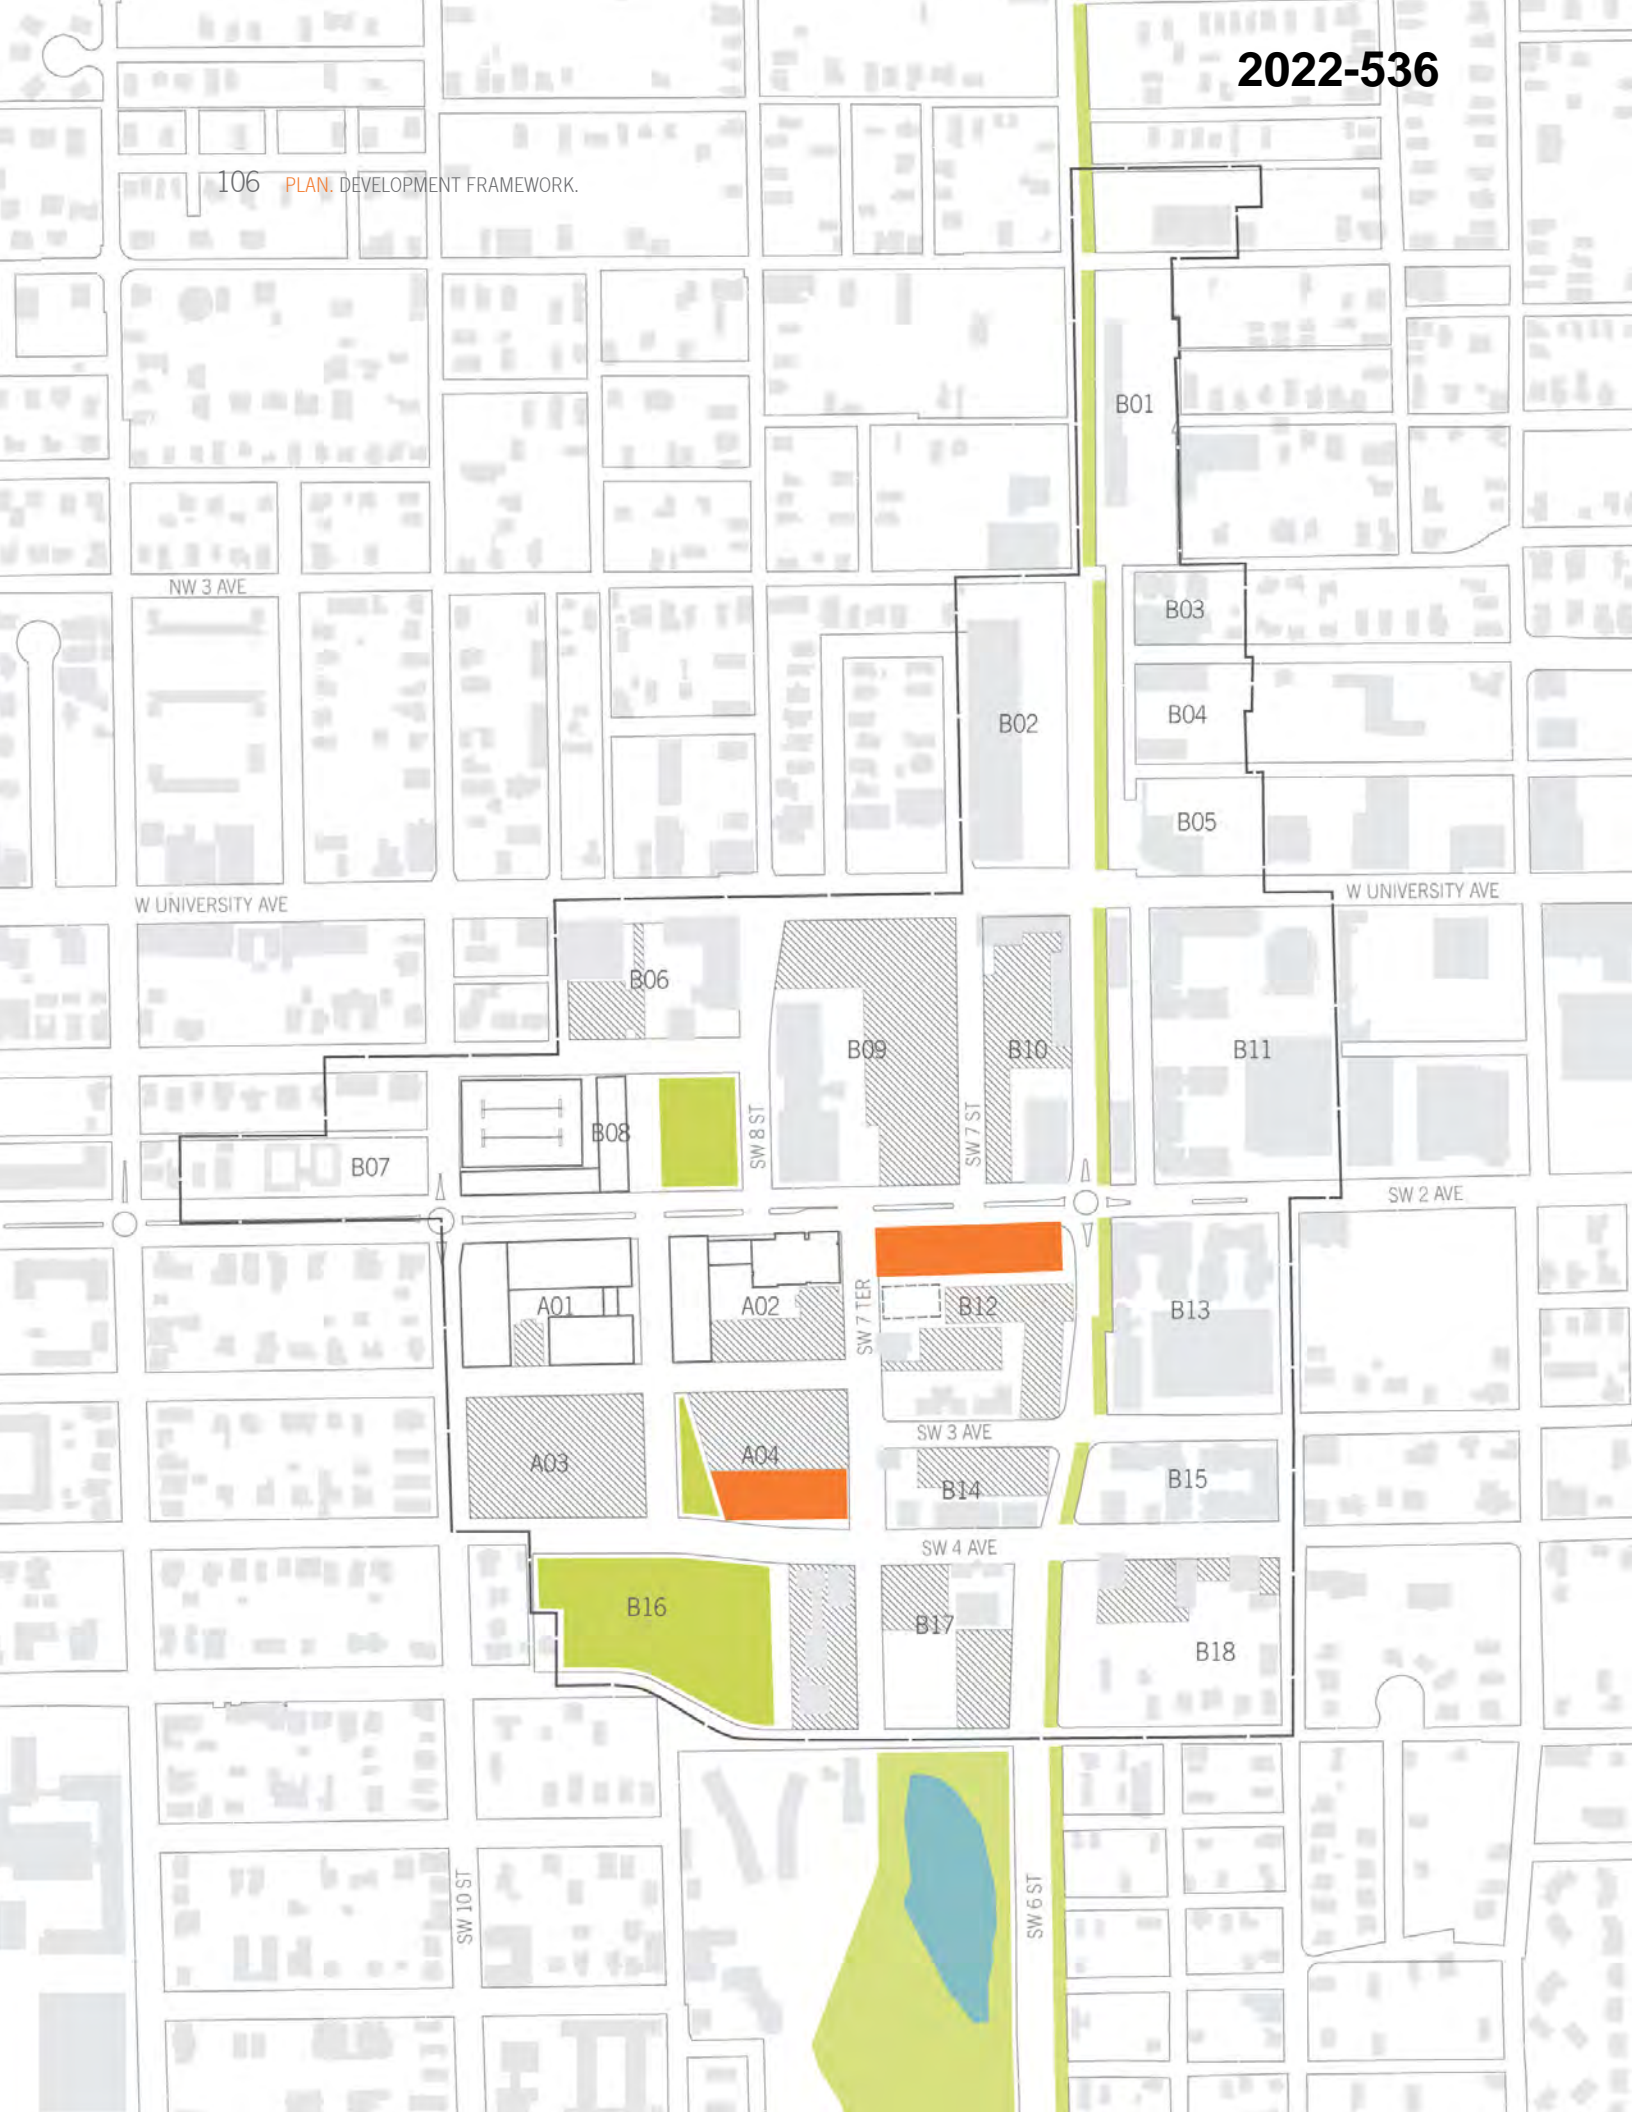 2022-536
106 PLAN. DEVELOPMENT FRAMEWORK.
B01
NW 3 AVE
B03
B04
B02
B05
W UNIVERSITY AVE
W UNIVERSITY AVE
B06
B09
B10
B11
SW 8 ST
SW 7 ST
B08
B07
SW 2 AVE
A01
A02
SW 7 TER
B12
B13
SW 3 AVE
A03
A04
B14
B15
SW 4 AVE
B16
B17
B18
SW 10 ST
SW 6 ST